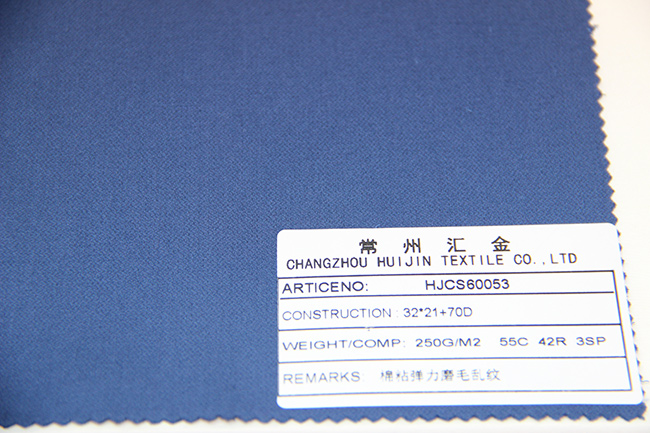 常州汇金
CHANGZHOU HUIJIN TEXTILE CO.,LTD
ARTICENO: HJCS60053
CONSTRUCTION: 32*21+70D
WEIGHT/COMP: 250G/M2 55C 42R 3SP
REMARKS: 棉粘弹力磨毛乱纹